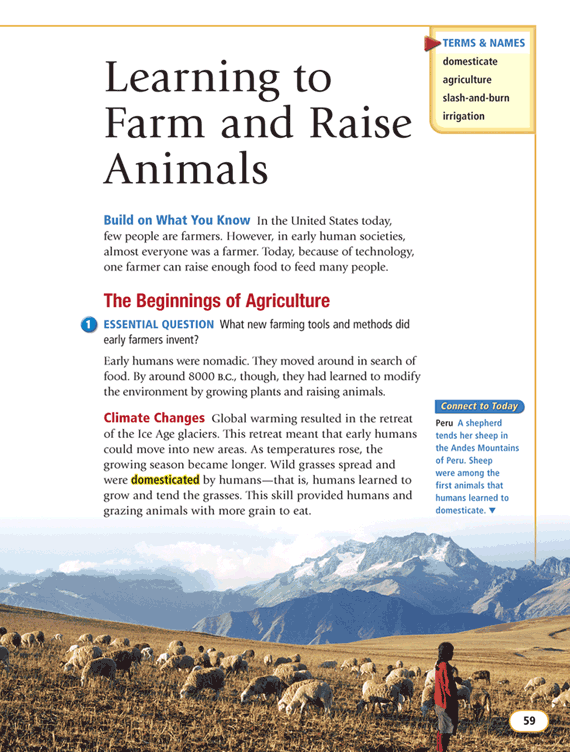 TERMS & NAMES
domesticate
agriculture
slash-and-burn
irrigation
Learning to
Farm and Raise
Animals
Build on What You Know In the United States today,
few people are farmers. However, in early human societies,
almost everyone was a farmer. Today, because of technology,
one farmer can raise enough food to feed many people.
The Beginnings of Agriculture
1 ESSENTIAL QUESTION What new farming tools and methods did
early farmers invent?
Early humans were nomadic. They moved around in search of
food. By around 8000 B.C., though, they had learned to modify
the environment by growing plants and raising animals.
Climate Changes Global warming resulted in the retreat
of the Ice Age glaciers. This retreat meant that early humans
could move into new areas. As temperatures rose, the
growing season became longer. Wild grasses spread and
were domesticated by humans—that is, humans learned to
grow and tend the grasses. This skill provided humans and
grazing animals with more grain to eat.
Connect to Today
Peru A shepherd
tends her sheep in
the Andes Mountains
of Peru. Sheep
were among the
first animals that
humans learned to
domesticate. ▼
59